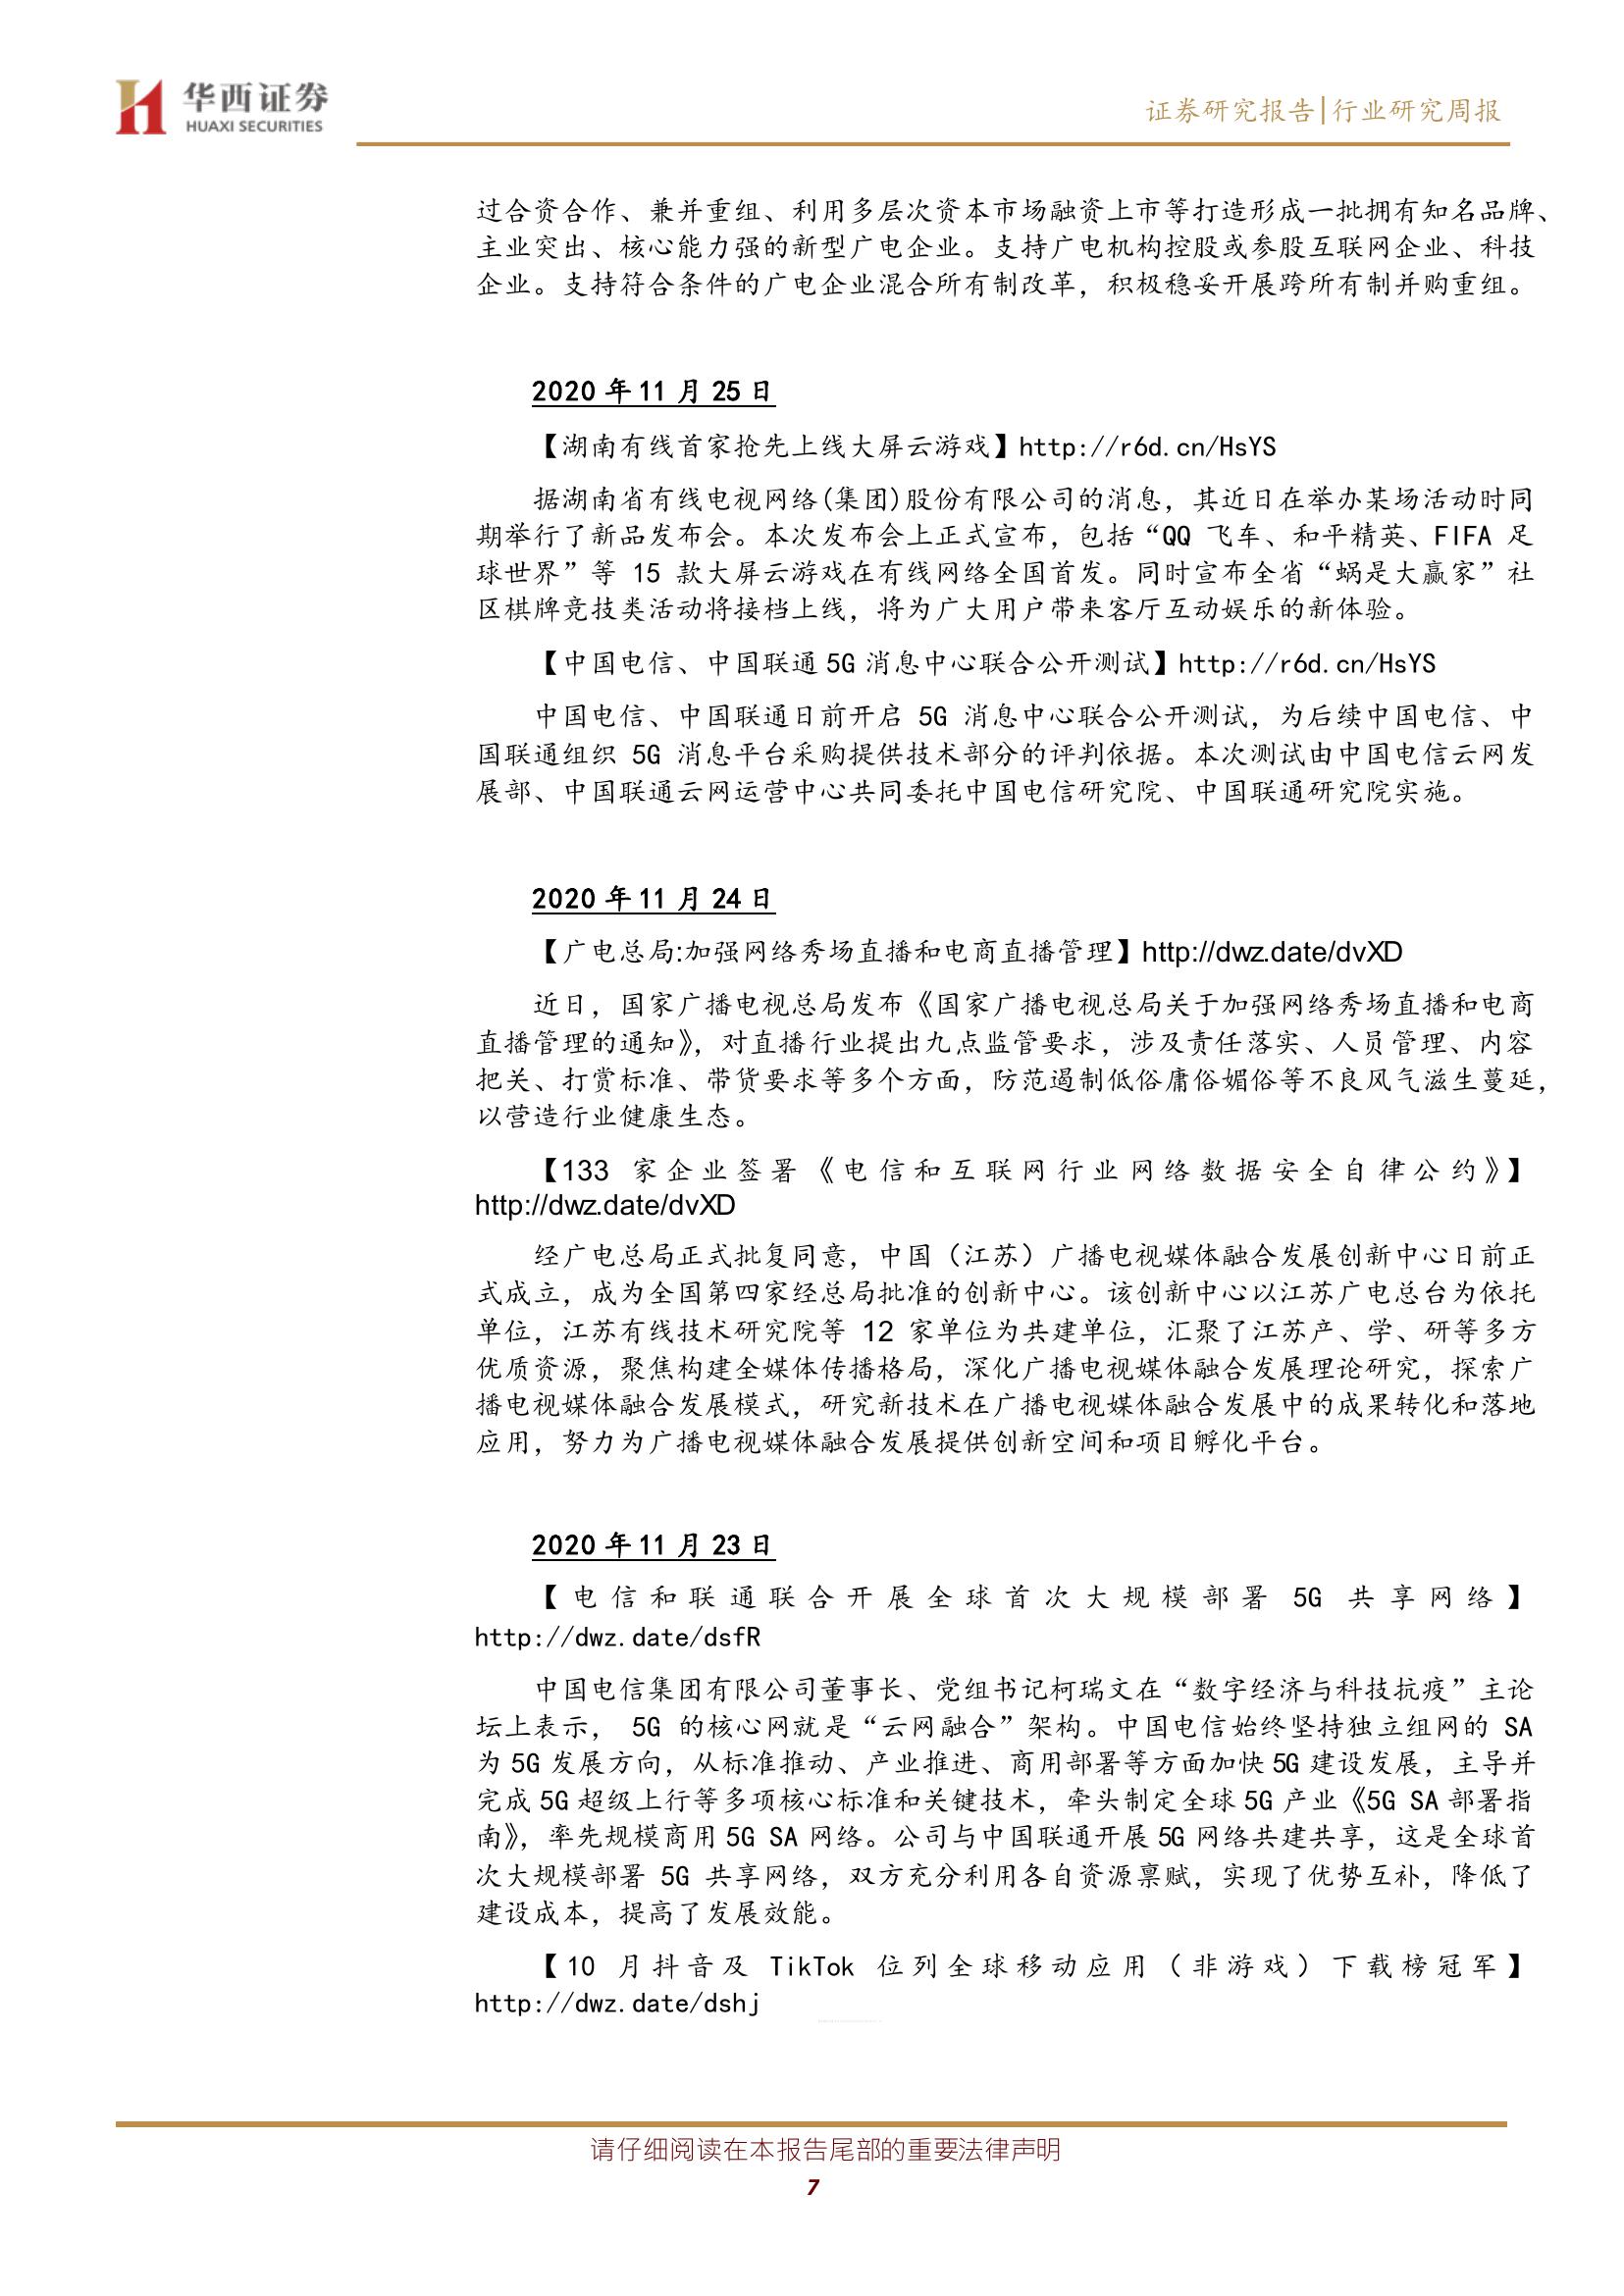 华西证券
HUAXI SECURITIES
证券研究报告|行业研究周报
过合资合作、兼并重组、利用多层次资本市场融资上市等打造形成一批拥有知名品牌、
主业突出、核心能力强的新型广电企业。支持广电机构控股或参股互联网企业、科技
企业。支持符合条件的广电企业混合所有制改革，积极稳妥开展跨所有制并购重组。
2020 年 11 月 25 日
【湖南有线首家抢先上线大屏云游戏】http://r6d.cn/HsYS
据湖南省有线电视网络(集团)股份有限公司的消息，其近日在举办某场活动时同
期举行了新品发布会。本次发布会上正式宣布，包括“QQ 飞车、和平精英、FIFA 足
球世界”等 15 款大屏云游戏在有线网络全国首发。同时宣布全省“蜗是大赢家”社
区棋牌竞技类活动将接档上线，将为广大用户带来客厅互动娱乐的新体验。
【中国电信、中国联通 5G 消息中心联合公开测试】http://r6d.cn/HsYS
中国电信、中国联通日前开启 5G 消息中心联合公开测试，为后续中国电信、中
国联通组织 5G 消息平台采购提供技术部分的评判依据。本次测试由中国电信云网发
展部、中国联通云网运营中心共同委托中国电信研究院、中国联通研究院实施。
2020 年 11 月 24 日
【广电总局:加强网络秀场直播和电商直播管理】http://dwz.date/dvXD
近日，国家广播电视总局发布《国家广播电视总局关于加强网络秀场直播和电商
直播管理的通知》，对直播行业提出九点监管要求，涉及责任落实、人员管理、内容
把关、打赏标准、带货要求等多个方面，防范遏制低俗庸俗媚俗等不良风气滋生蔓延，
以营造行业健康生态。
【133 家企业签署《电信和互联网行业网络数据安全自律公约》】
http://dwz.date/dvXD
经广电总局正式批复同意，中国（江苏）广播电视媒体融合发展创新中心日前正
式成立，成为全国第四家经总局批准的创新中心。该创新中心以江苏广电总台为依托
单位，江苏有线技术研究院等 12 家单位为共建单位，汇聚了江苏产、学、研等多方
优质资源，聚焦构建全媒体传播格局，深化广播电视媒体融合发展理论研究，探索广
播电视媒体融合发展模式，研究新技术在广播电视媒体融合发展中的成果转化和落地
应用，努力为广播电视媒体融合发展提供创新空间和项目孵化平台。
2020 年 11 月 23 日
【电信和联通联合开展全球首次大规模部署 5G 共享网络】
http://dwz.date/dsfR
中国电信集团有限公司董事长、党组书记柯瑞文在“数字经济与科技抗疫”主论
坛上表示， 5G 的核心网就是“云网融合”架构。中国电信始终坚持独立组网的 SA
为 5G 发展方向，从标准推动、产业推进、商用部署等方面加快 5G 建设发展，主导并
完成 5G 超级上行等多项核心标准和关键技术，牵头制定全球 5G 产业《5G SA 部署指
南》，率先规模商用 5G SA 网络。公司与中国联通开展 5G 网络共建共享，这是全球首
次大规模部署 5G 共享网络，双方充分利用各自资源禀赋，实现了优势互补，降低了
建设成本，提高了发展效能。
【10 月抖音及 TikTok 位列全球移动应用（非游戏）下载榜冠军】
http://dwz.date/dshj
请仔细阅读在本报告尾部的重要法律声明
7